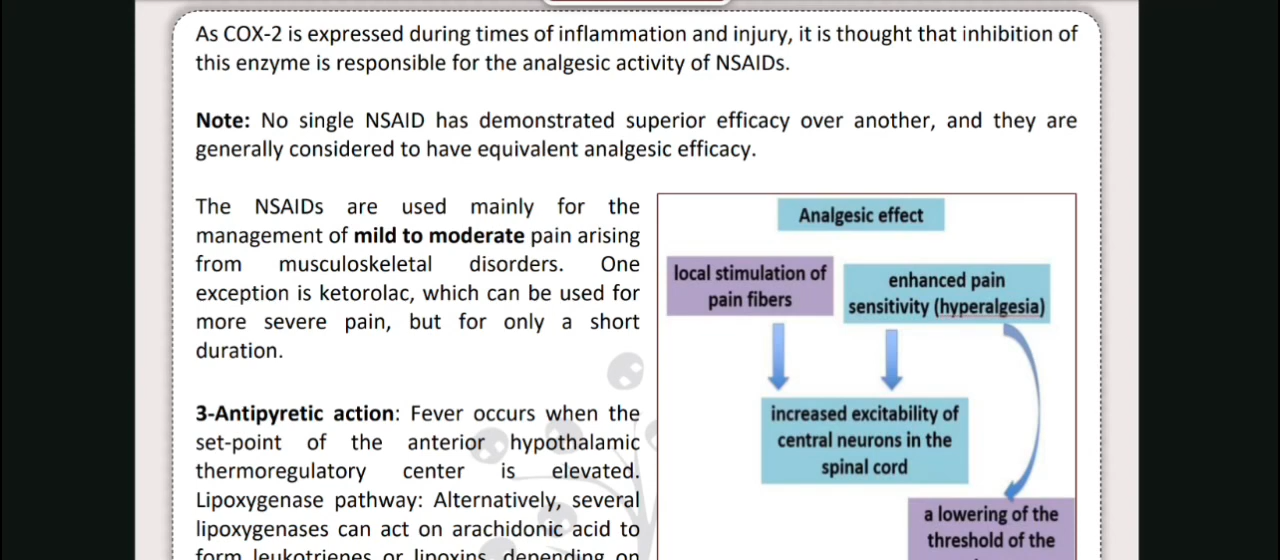 As COX-2 is expressed during times of inflammation and injury, it is thought that inhibition of
this enzyme is responsible for the analgesic activity of NSAIDs.
Note: No single NSAID has demonstrated superior efficacy over another, and they are
generally considered to have equivalent analgesic efficacy.
The NSAIDs are used mainly for the
management of mild to moderate pain arising
from musculoskeletal disorders. One
exception is ketorolac, which can be used for
more severe pain, but for only a short
duration.
3-Antipyretic action: Fever occurs when the
set-point of the anterior hypothalamic
thermoregulatory center is elevated.
Lipoxygenase pathway: Alternatively, several
lipoxygenases can act on arachidonic acid to
form leukotrienes or lipoxins, depending on
Analgesic effect
local stimulation of
pain fibers
enhanced pain
sensitivity (hyperalgesia)
increased excitability of
central neurons in the
spinal cord
a lowering of the
threshold of the